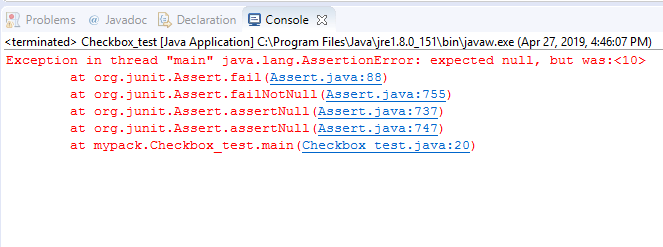 Problems @ Javadoc Declaration Console
<terminated> Checkbox_test [Java Application] C:\Program Files\Java\jre1.8.0_151\bin\javaw.exe (Apr 27, 2019, 4:46:07 PM)
Exception in thread "main" java.lang.AssertionError: expected null, but was:<10>
at org.junit.Assert.fail(Assert.java:88)
at org.junit.Assert.failNotNull(Assert.java:755)
at org.junit.Assert.assertNull(Assert.java:737)
at org.junit.Assert.assertNull(Assert.java:747)
at mypack.Checkbox_test.main(Checkbox_test.java:20)